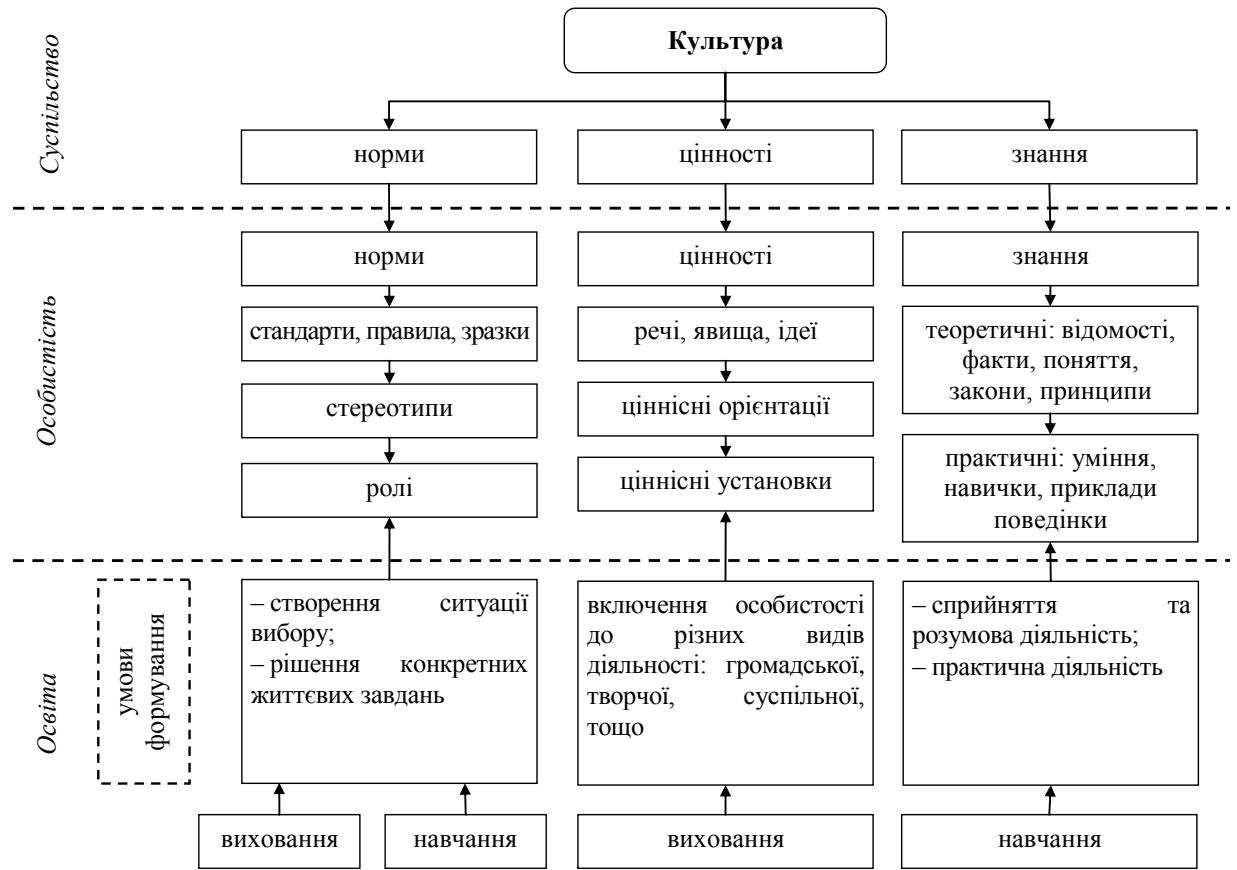 Культура
Суспільство
норми
цінності
знання
Особистість
норми
цінності
знання
стандарти, правила, зразки
речі, явища, ідеї
теоретичні: відомості,
факти, поняття,
закони, принципи
стереотипи
ціннісні орієнтації
ролі
ціннісні установки
практичні: уміння,
навички, приклади
поведінки
Освіта
умови
формування
– створення ситуації
вибору;
– рішення конкретних
життєвих завдань
включення особистості
до різних видів
діяльності: громадської,
творчої, суспільної,
тощо
– сприйняття та
розумова діяльність;
– практична діяльність
виховання
навчання
виховання
навчання